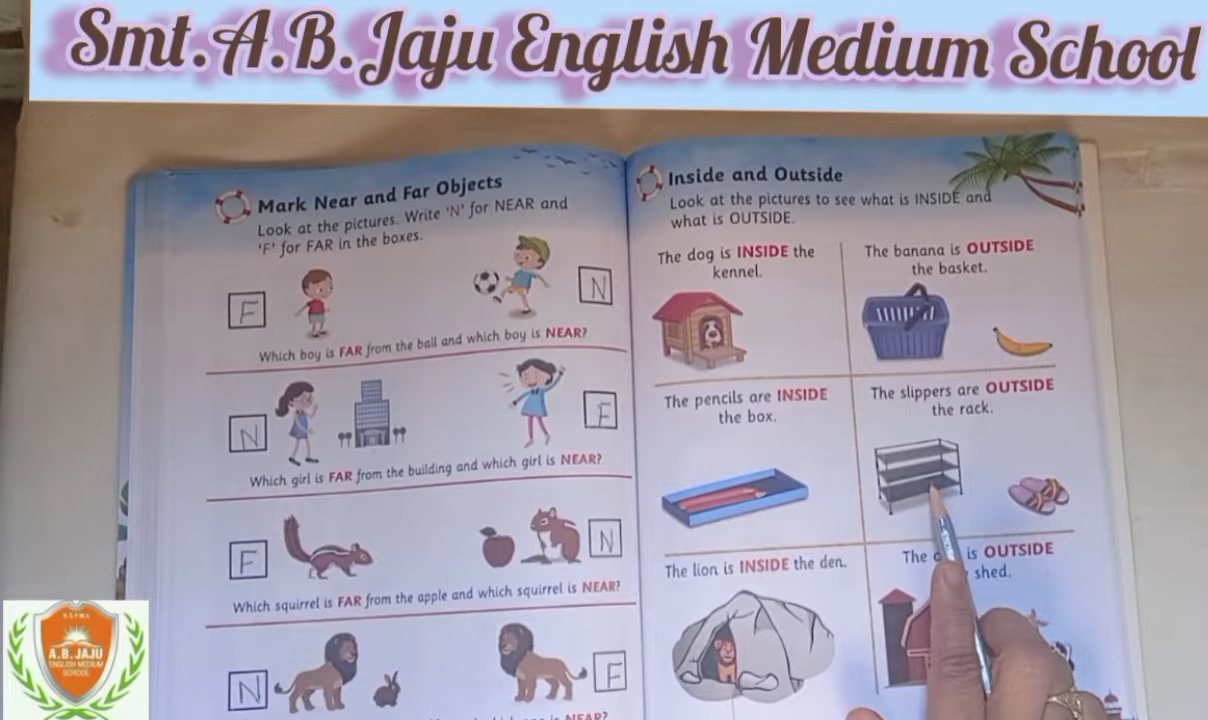 Smt.A.B.Jaju English Medium School
Mark Near and Far Objects
Look at the pictures. Write 'N' for NEAR and
'F' for FAR in the boxes.
F
N
Which boy is FAR from the ball and which boy is NEAR?
N
F
Which girl is FAR from the building and which girl is NEAR?
F
N
Which squirrel is FAR from the apple and which squirrel is NEAR?
N
F
is NEAR?
Inside and Outside
Look at the pictures to see what is INSIDE and
what is OUTSIDE.
The dog is INSIDE the
kennel.
The banana is OUTSIDE
the basket.
The pencils are INSIDE
the box.
The slippers are OUTSIDE
the rack.
The lion is INSIDE the den.
The is OUTSIDE
shed.
A.B.JAJU
ENGLISH MEDIUM
SCHOOL